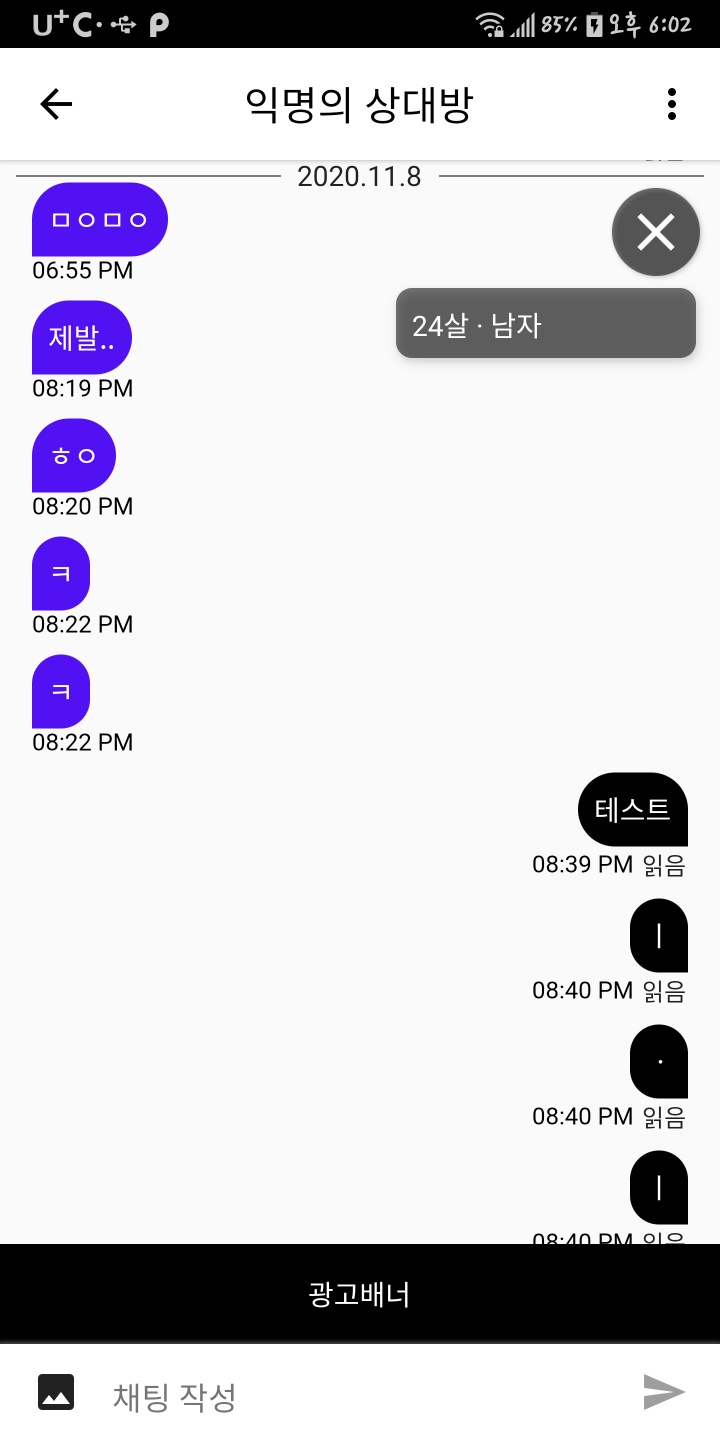 U⁺C· 85% 오후 6:02
익명의 상대방
2020.11.8
ㅁㅇㅁㅇ
06:55 PM
24살 · 남자
제발..
08:19 PM
ㅎㅇ
08:20 PM
ㅋ
08:22 PM
ㅋ
08:22 PM
테스트
08:39 PM 읽음
ㅣ
08:40 PM 읽음
·
08:40 PM 읽음
ㅣ
08:40 PM 읽음
광고배너
채팅 작성